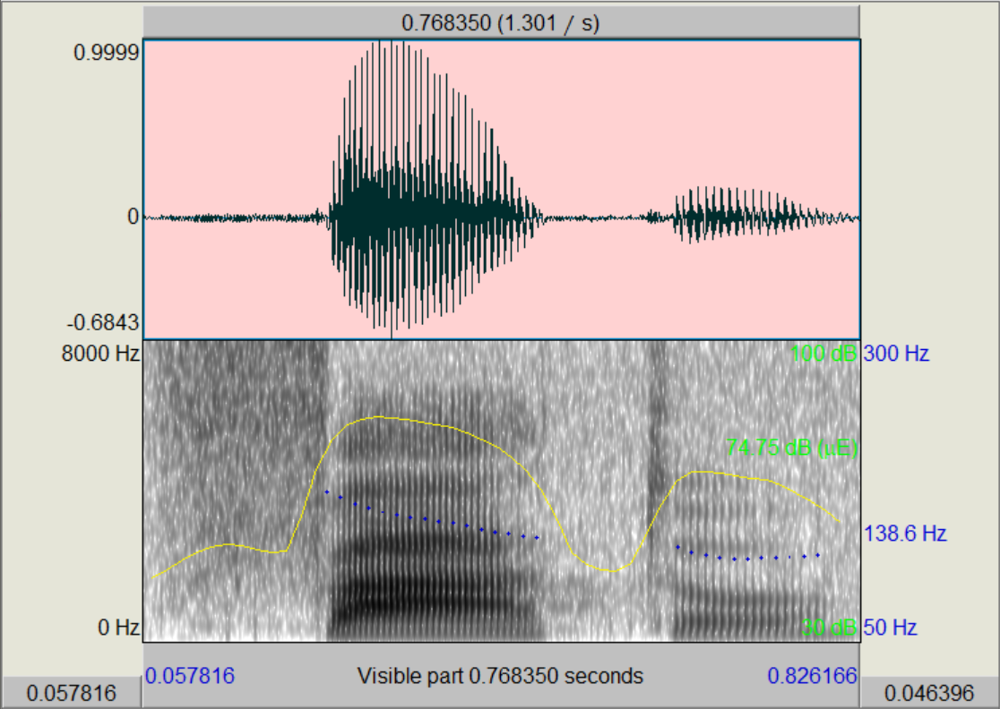 0.768350 (1.301 / s)
0.9999
0
-0.6843
8000 Hz
100 dB
300 Hz
74.75 dB (µE)
138.6 Hz
0 Hz
30 dB
50 Hz
0.057816
Visible part 0.768350 seconds
0.826166
0.057816
0.046396